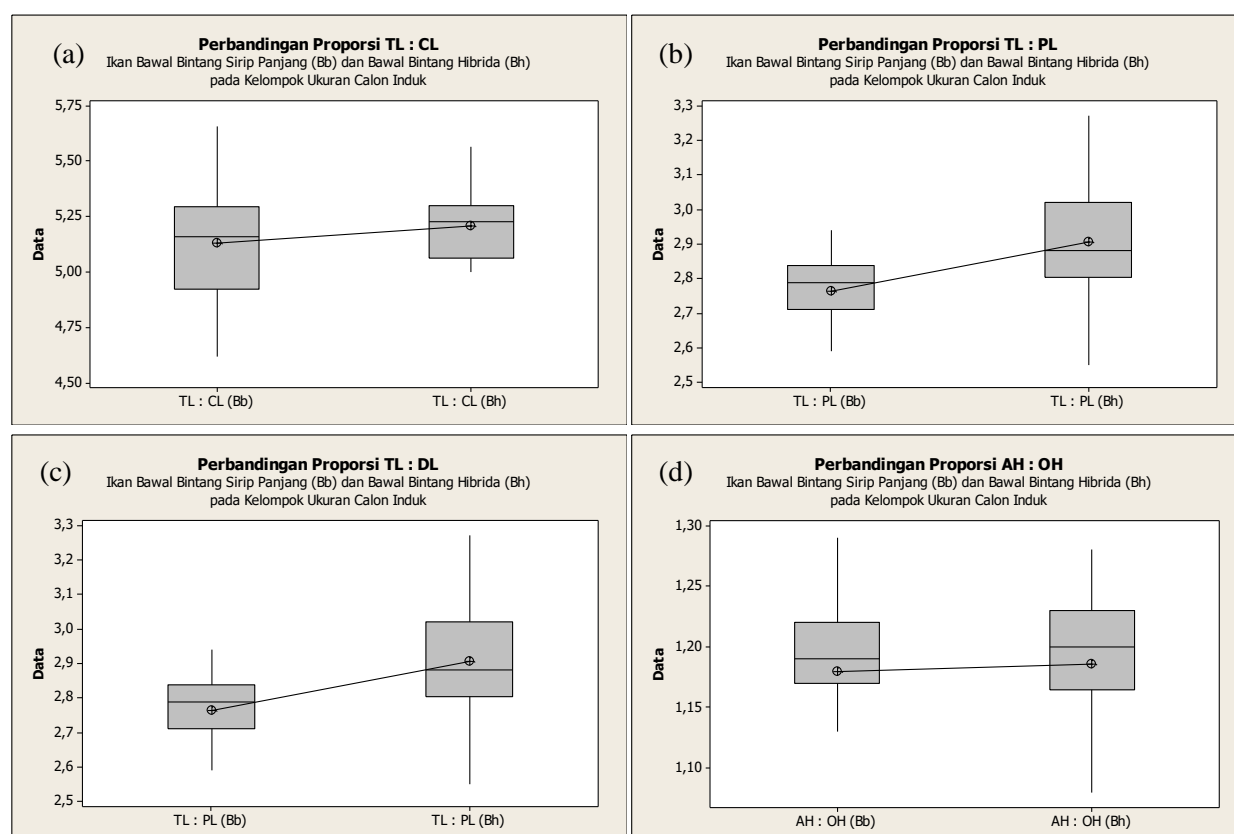 (a)
Perbandingan Proporsi TL : CL
Ikan Bawal Bintang Sirip Panjang (Bb) dan Bawal Bintang Hibrida (Bh)
pada Kelompok Ukuran Calon Induk
5,75
5,50
5,25
5,00
4,75
4,50
Data
TL : CL (Bb)
TL : CL (Bh)
(b)
Perbandingan Proporsi TL : PL
Ikan Bawal Bintang Sirip Panjang (Bb) dan Bawal Bintang Hibrida (Bh)
pada Kelompok Ukuran Calon Induk
3,3
3,2
3,1
3,0
2,9
2,8
2,7
2,6
2,5
Data
TL : PL (Bb)
TL : PL (Bh)
(c)
Perbandingan Proporsi TL : DL
Ikan Bawal Bintang Sirip Panjang (Bb) dan Bawal Bintang Hibrida (Bh)
pada Kelompok Ukuran Calon Induk
3,3
3,2
3,1
3,0
2,9
2,8
2,7
2,6
2,5
Data
TL : PL (Bb)
TL : PL (Bh)
(d)
Perbandingan Proporsi AH : OH
Ikan Bawal Bintang Sirip Panjang (Bb) dan Bawal Bintang Hibrida (Bh)
pada Kelompok Ukuran Calon Induk
1,30
1,25
1,20
1,15
1,10
Data
AH : OH (Bb)
AH : OH (Bh)